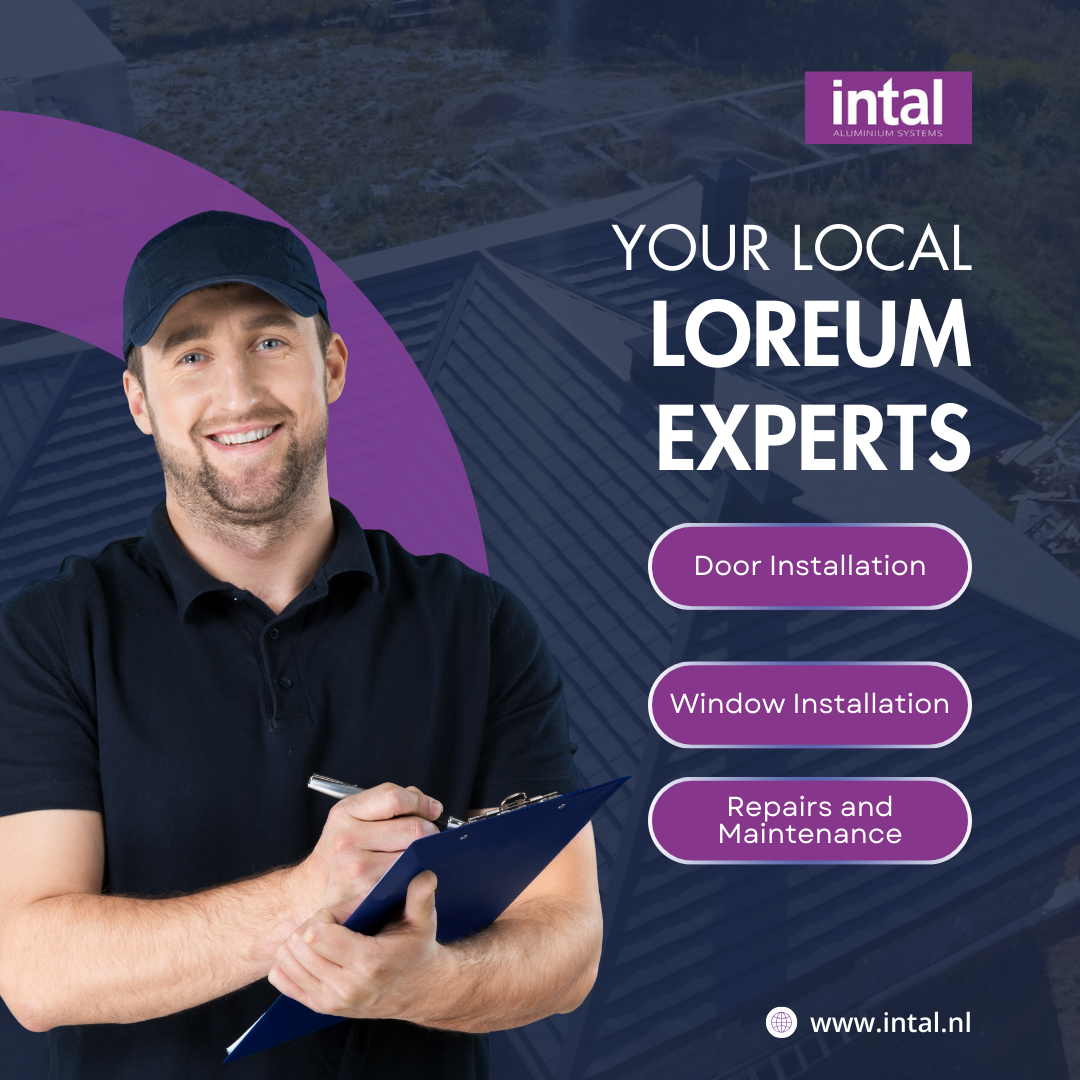 intal
ALUMINIUM SYSTEMS
YOUR LOCAL
LOREUM
EXPERTS
Door Installation
Window Installation
Repairs and
Maintenance
www.intal.nl